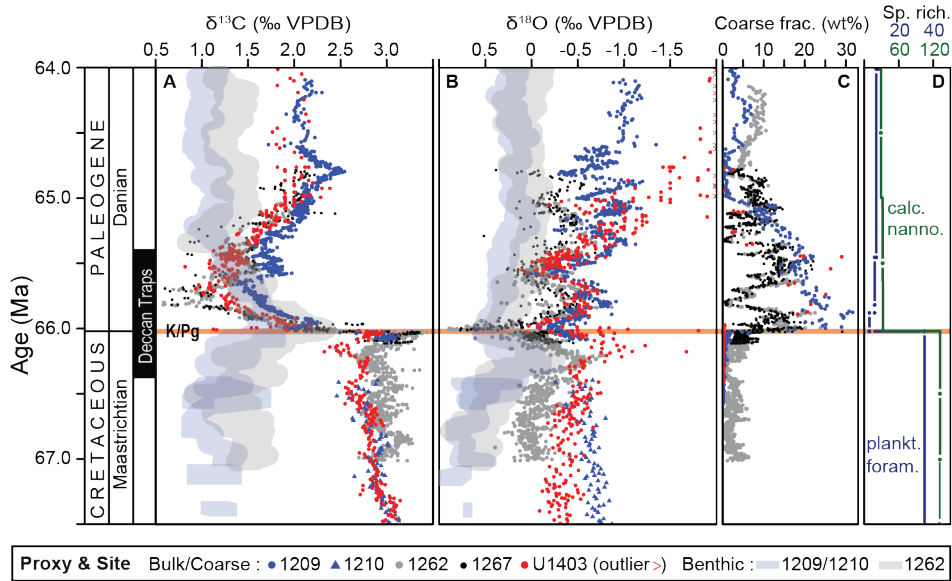 δ¹³C (‰ VPDB)
δ¹⁸O (‰ VPDB)
Coarse frac. (wt%)
Sp. rich.
20 40
0.5 1.0 1.5 2.0 2.5 3.0
0.5 0 -0.5 -1.0 -1.5
0 10 20 30
60 120
A
B
C
D
64.0
65.0
66.0
67.0
Age (Ma)
PALEOGENE
CRETACEOUS
Danian
Maastrichtian
Deccan Traps
K/Pg
calc.
nanno.
plankt.
foram.
Proxy & Site Bulk/Coarse : 1209 1210 1262 1267 U1403 (outlier >) Benthic : 1209/1210 1262